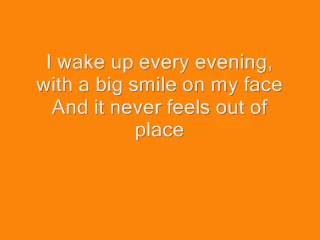 I wake up every evening,
with a big smile on my face
And it never feels out of
place